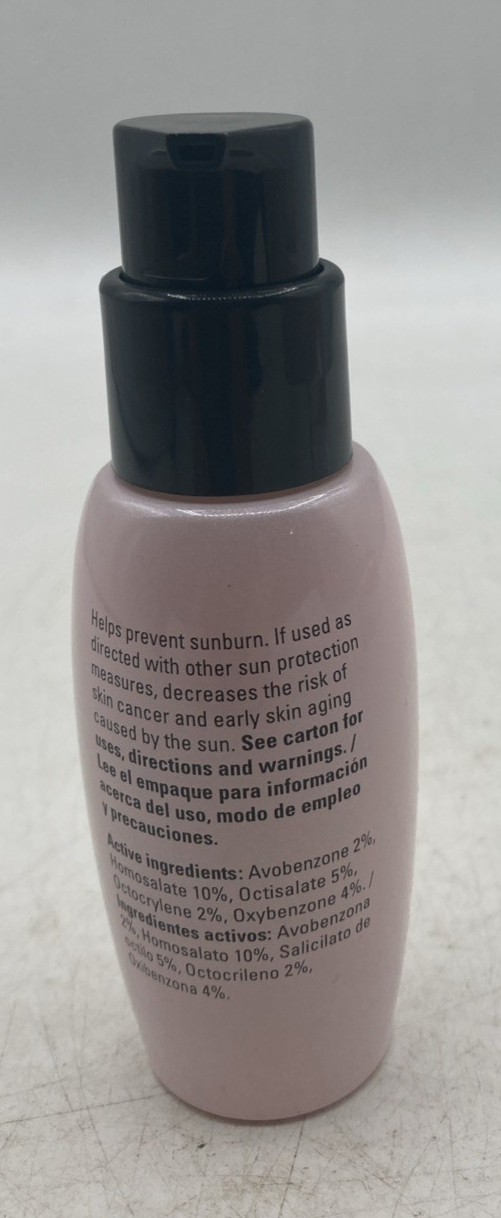 Helps prevent sunburn. If used as
directed with other sun protection
measures, decreases the risk of
skin cancer and early skin aging
caused by the sun. See carton for
uses, directions and warnings. /
Lee el empaque para información
acerca del uso, modo de empleo
y precauciones.
Active ingredients: Avobenzone 2%,
Homosalate 10%, Octisalate 5%,
Octocrylene 2%, Oxybenzone 4%. /
Ingredientes activos: Avobenzona
2%, Homosalato 10%, Salicilato de
octilo 5%, Octocrileno 2%,
Oxibenzona 4%.